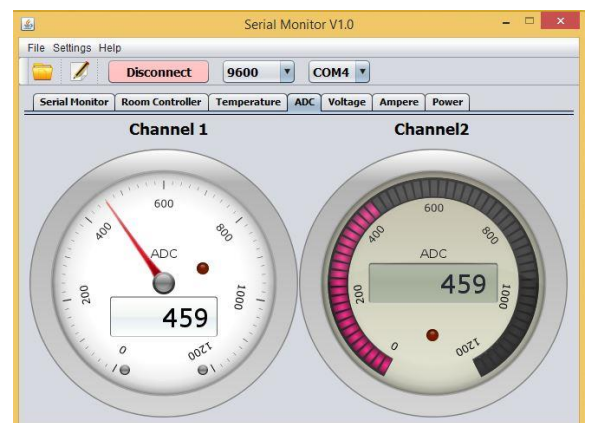 Serial Monitor V1.0
File Settings Help
Disconnect 9600 COM4
Serial Monitor Room Controller Temperature ADC Voltage Ampere Power
Channel 1
0
200
400
600
800
1000
1200
ADC
459
Channel2
0
200
400
600
800
1000
1200
ADC
459